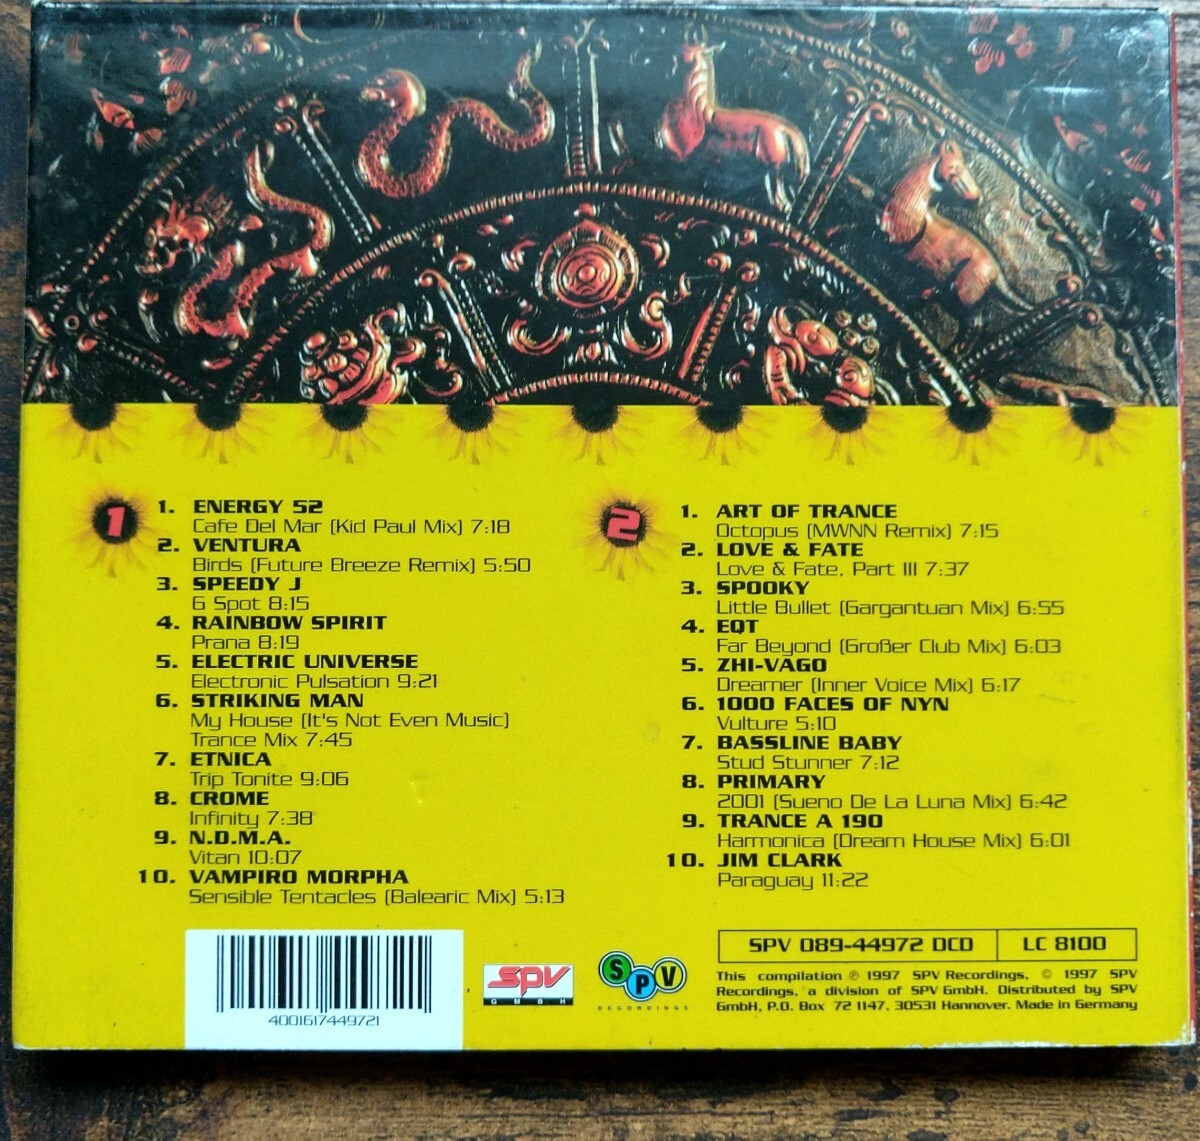 1
1. ENERGY 52
Cafe Del Mar (Kid Paul Mix) 7:18
2. VENTURA
Birds (Future Breeze Remix) 5:50
3. SPEEDY J
G Spot 8:15
4. RAINBOW SPIRIT
Prana 8:19
5. ELECTRIC UNIVERSE
Electronic Pulsation 9:21
6. STRIKING MAN
My House (It's Not Even Music)
Trance Mix 7:45
7. ETNICA
Trip Tonite 9:06
8. CROME
Infinity 7:38
9. N.D.M.A.
Vitan 10:07
10. VAMPIRO MORPHA
Sensible Tentacles (Balearic Mix) 5:13
2
1. ART OF TRANCE
Octopus (MWNN Remix) 7:15
2. LOVE & FATE
Love & Fate, Part III 7:37
3. SPOOKY
Little Bullet (Gargantuan Mix) 6:55
4. EQT
Far Beyond (Großer Club Mix) 6:03
5. ZHI-VAGO
Dreamer (Inner Voice Mix) 6:17
6. 1000 FACES OF NYN
Vulture 5:10
7. BASSLINE BABY
Stud Stunner 7:12
8. PRIMARY
2001 (Sueno De La Luna Mix) 6:42
9. TRANCE A 190
Harmonica (Dream House Mix) 6:01
10. JIM CLARK
Paraguay 11:22
4001617449721
SPV
GMBH
SPV
RECORDINGS
SPV 089-44972 DCD LC 8100
This compilation ℗ 1997 SPV Recordings, © 1997 SPV
Recordings, a division of SPV GmbH. Distributed by SPV
GmbH, P.O. Box 72 1147, 30531 Hannover. Made in Germany